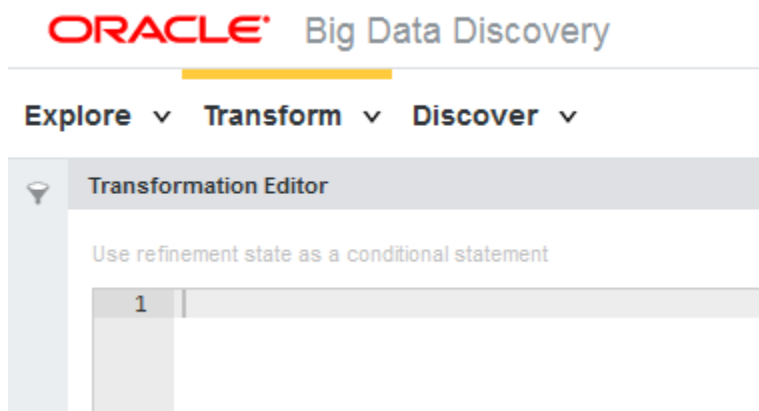 ORACLE Big Data Discovery
Explore Transform Discover
Transformation Editor
Use refinement state as a conditional statement
1